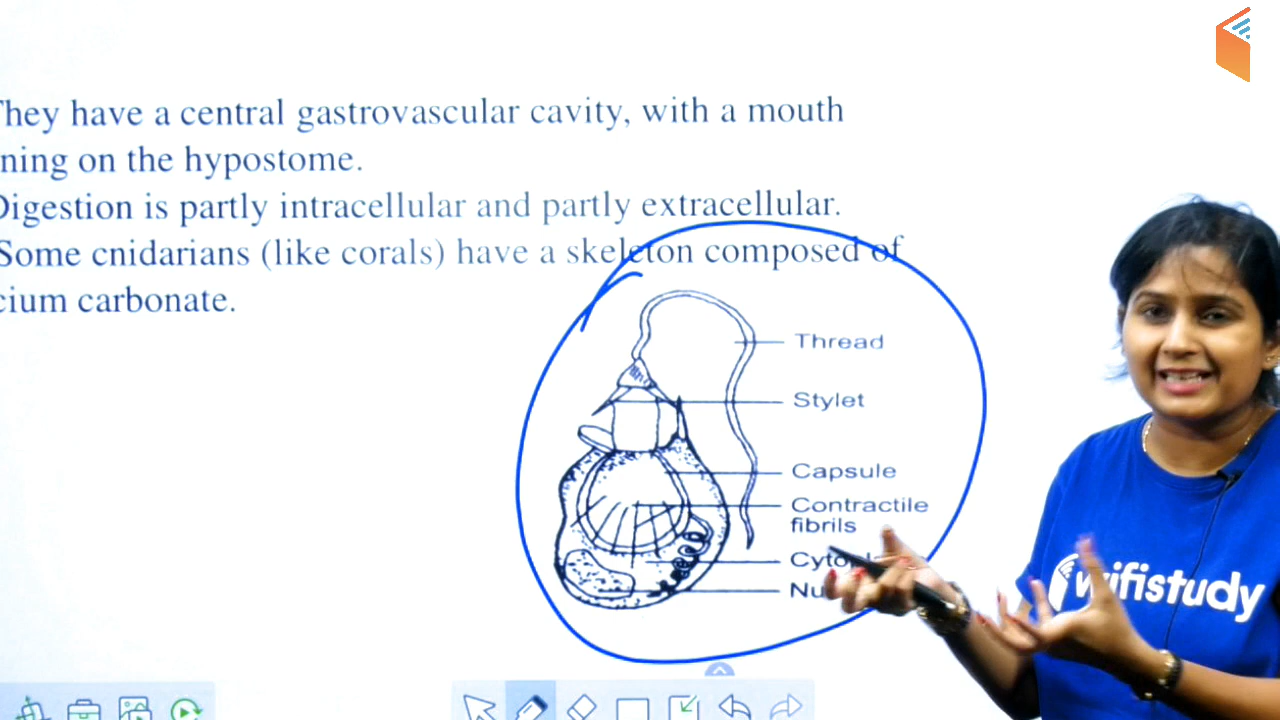 They have a central gastrovascular cavity, with a mouth
ning on the hypostome.
Digestion is partly intracellular and partly extracellular.
Some cnidarians (like corals) have a skeleton composed of
cium carbonate.
Thread
Stylet
Capsule
Contractile
fibrils
wifistudy